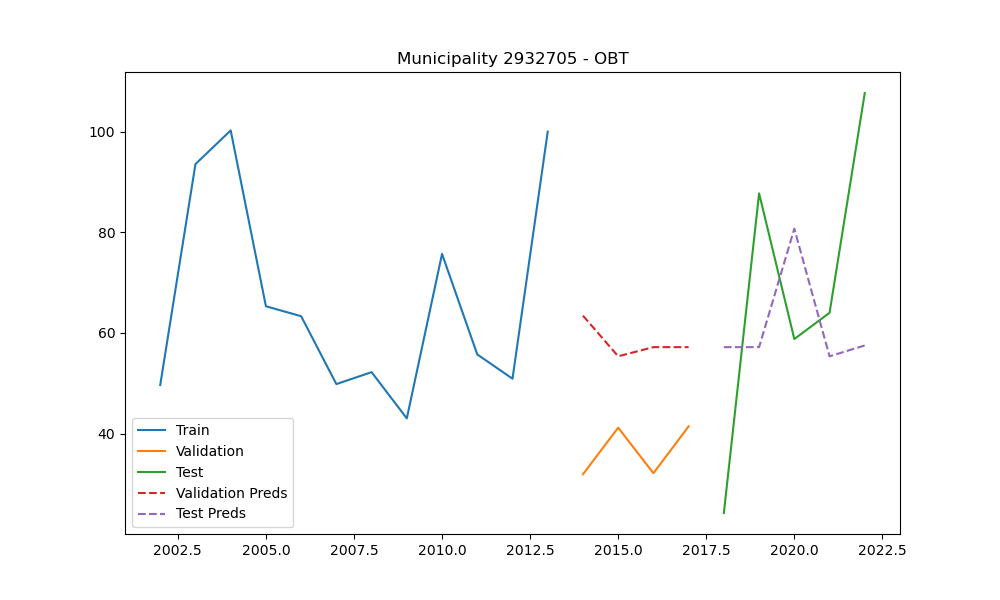 Municipality 2932705 - OBT
100
80
60
40
Train
Validation
Test
Validation Preds
Test Preds
2002.5 2005.0 2007.5 2010.0 2012.5 2015.0 2017.5 2020.0 2022.5